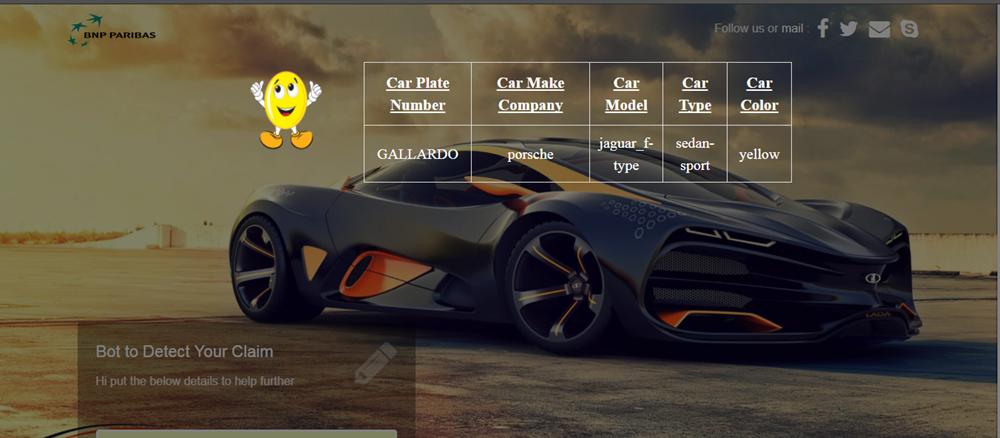 BNP PARIBAS
Follow us or mail :
Car Plate Number
Car Make Company
Car Model
Car Type
Car Color
GALLARDO
porsche
jaguar_f-type
sedan-sport
yellow
LADA
Bot to Detect Your Claim
Hi put the below details to help further